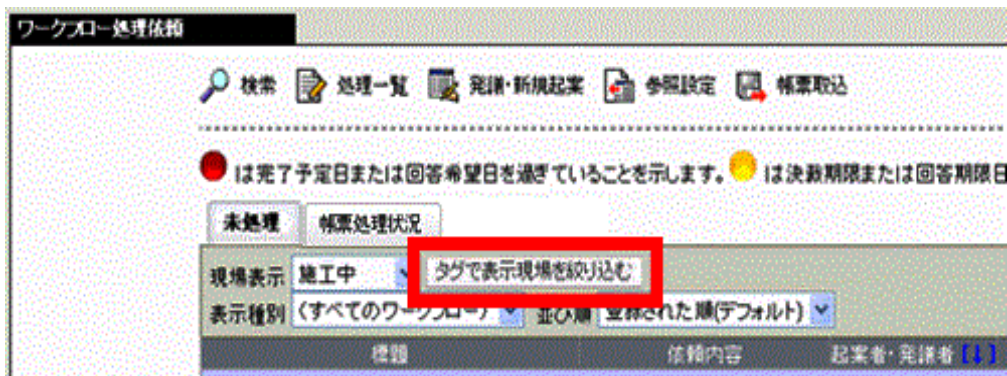 ワークフロー処理依頼
検索 処理一覧 発議・新規起案 参照設定 帳票取込
は完了予定日または回答希望日を過ぎていることを示します。 は決裁期限または回答期限日
未処理 帳票処理状況
現場表示 施工中 タグで表示現場を絞り込む
表示種別 (すべてのワークフロー) 並び順 登録された順(デフォルト)
標題 依頼内容 起案者・発議者 [↓]